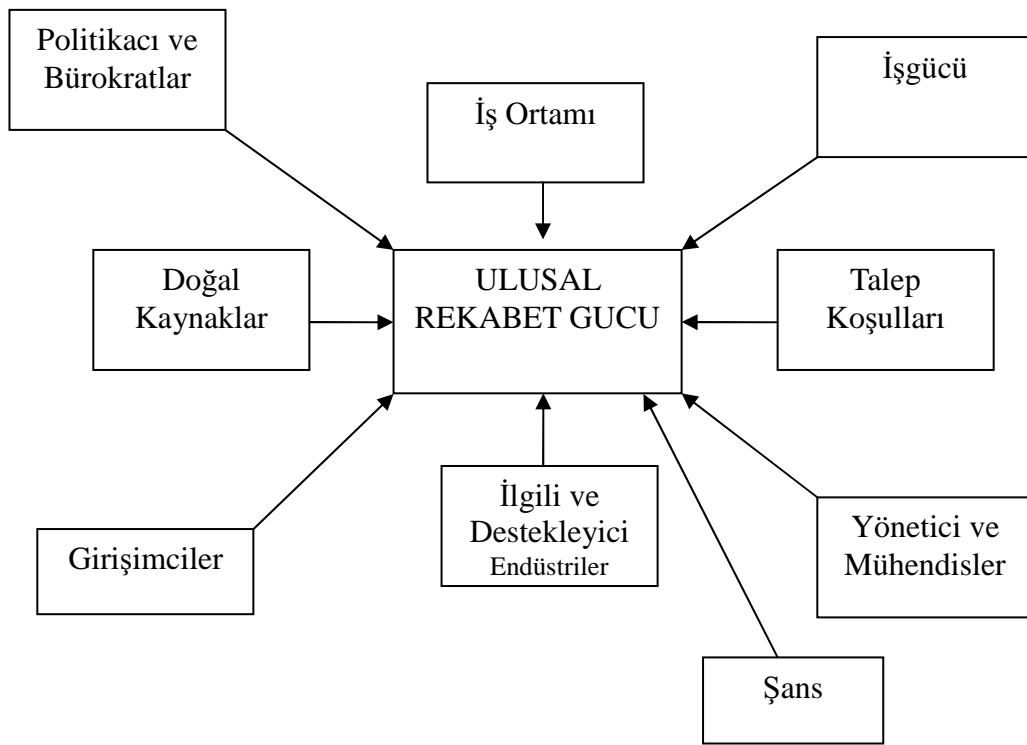 Politikacı ve
Bürokratlar
İş Ortamı
İşgücü
Doğal
Kaynaklar
ULUSAL
REKABET GUCU
Talep
Koşulları
Girişimciler
İlgili ve
Destekleyici
Endüstriler
Yönetici ve
Mühendisler
Şans